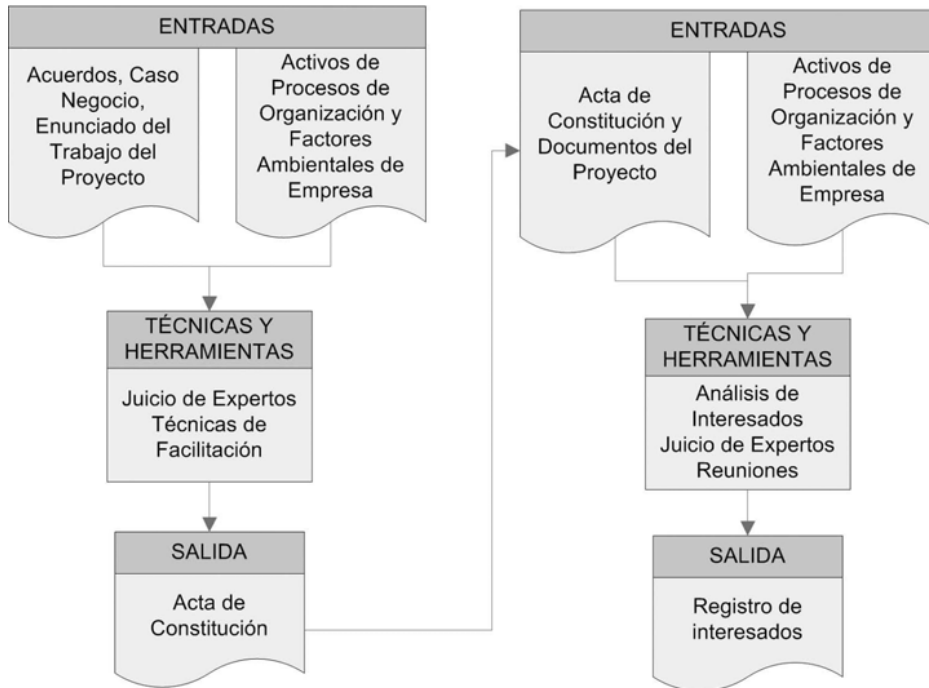 ENTRADAS
Acuerdos, Caso
Negocio,
Enunciado del
Trabajo del
Proyecto
Activos de
Procesos de
Organización y
Factores
Ambientales de
Empresa
TÉCNICAS Y
HERRAMIENTAS
Juicio de Expertos
Técnicas de
Facilitación
SALIDA
Acta de
Constitución
ENTRADAS
Acta de
Constitución y
Documentos del
Proyecto
Activos de
Procesos de
Organización y
Factores
Ambientales de
Empresa
TÉCNICAS Y
HERRAMIENTAS
Análisis de
Interesados
Juicio de Expertos
Reuniones
SALIDA
Registro de
interesados